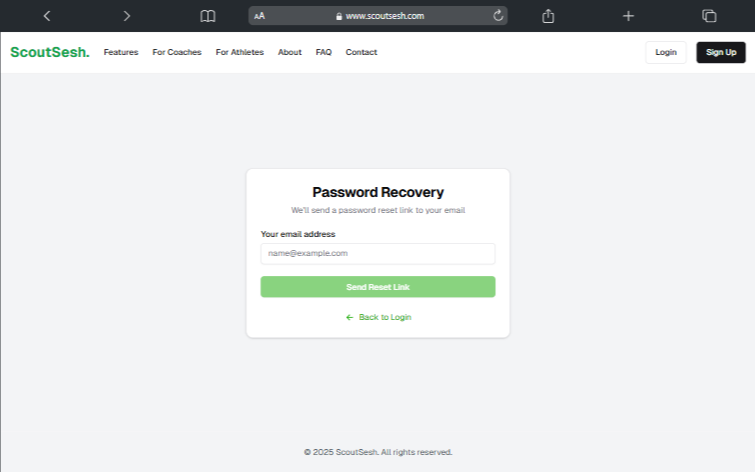 AA www.scoutsesh.com
ScoutSesh. Features For Coaches For Athletes About FAQ Contact Login Sign Up
Password Recovery
We'll send a password reset link to your email
Your email address
name@example.com
Send Reset Link
← Back to Login
© 2025 ScoutSesh. All rights reserved.